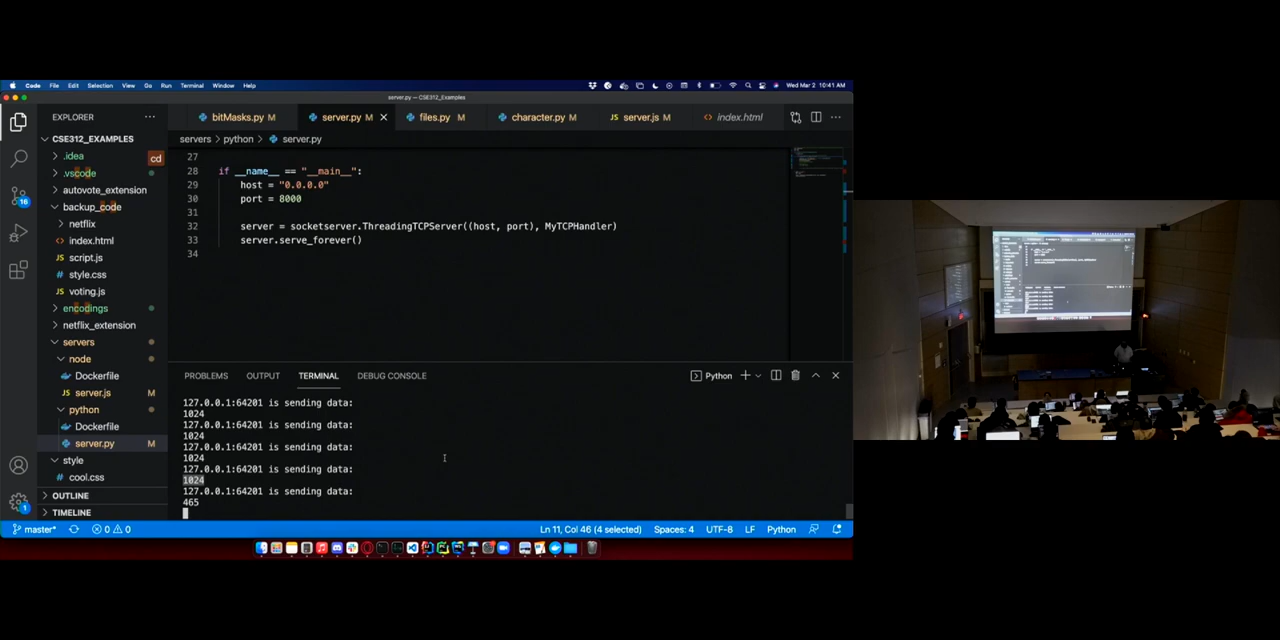 Code File Edit Selection View Go Run Terminal Window Help
Wed Mar 2 10:41 AM
server.py — CSE312_Examples
EXPLORER
bitMasks.py M
server.py M
files.py M
character.py M
server.js M
index.html
CSE312_EXAMPLES
servers > python > server.py
.idea
cd
.vscode
autovote_extension
backup_code
netflix
index.html
script.js
style.css
voting.js
encodings
netflix_extension
servers
node
Dockerfile
server.js M
python
Dockerfile
server.py M
style
cool.css
OUTLINE
TIMELINE
16
1
27
28 if __name__ == "__main__":
29 host = "0.0.0.0"
30 port = 8000
31
32 server = socketserver.ThreadingTCPServer((host, port), MyTCPHandler)
33 server.serve_forever()
34
PROBLEMS OUTPUT TERMINAL DEBUG CONSOLE
Python
127.0.0.1:64201 is sending data:
1024
127.0.0.1:64201 is sending data:
1024
127.0.0.1:64201 is sending data:
1024
127.0.0.1:64201 is sending data:
1024
127.0.0.1:64201 is sending data:
465
master* 0 0 Ln 11, Col 46 (4 selected) Spaces: 4 UTF-8 LF Python